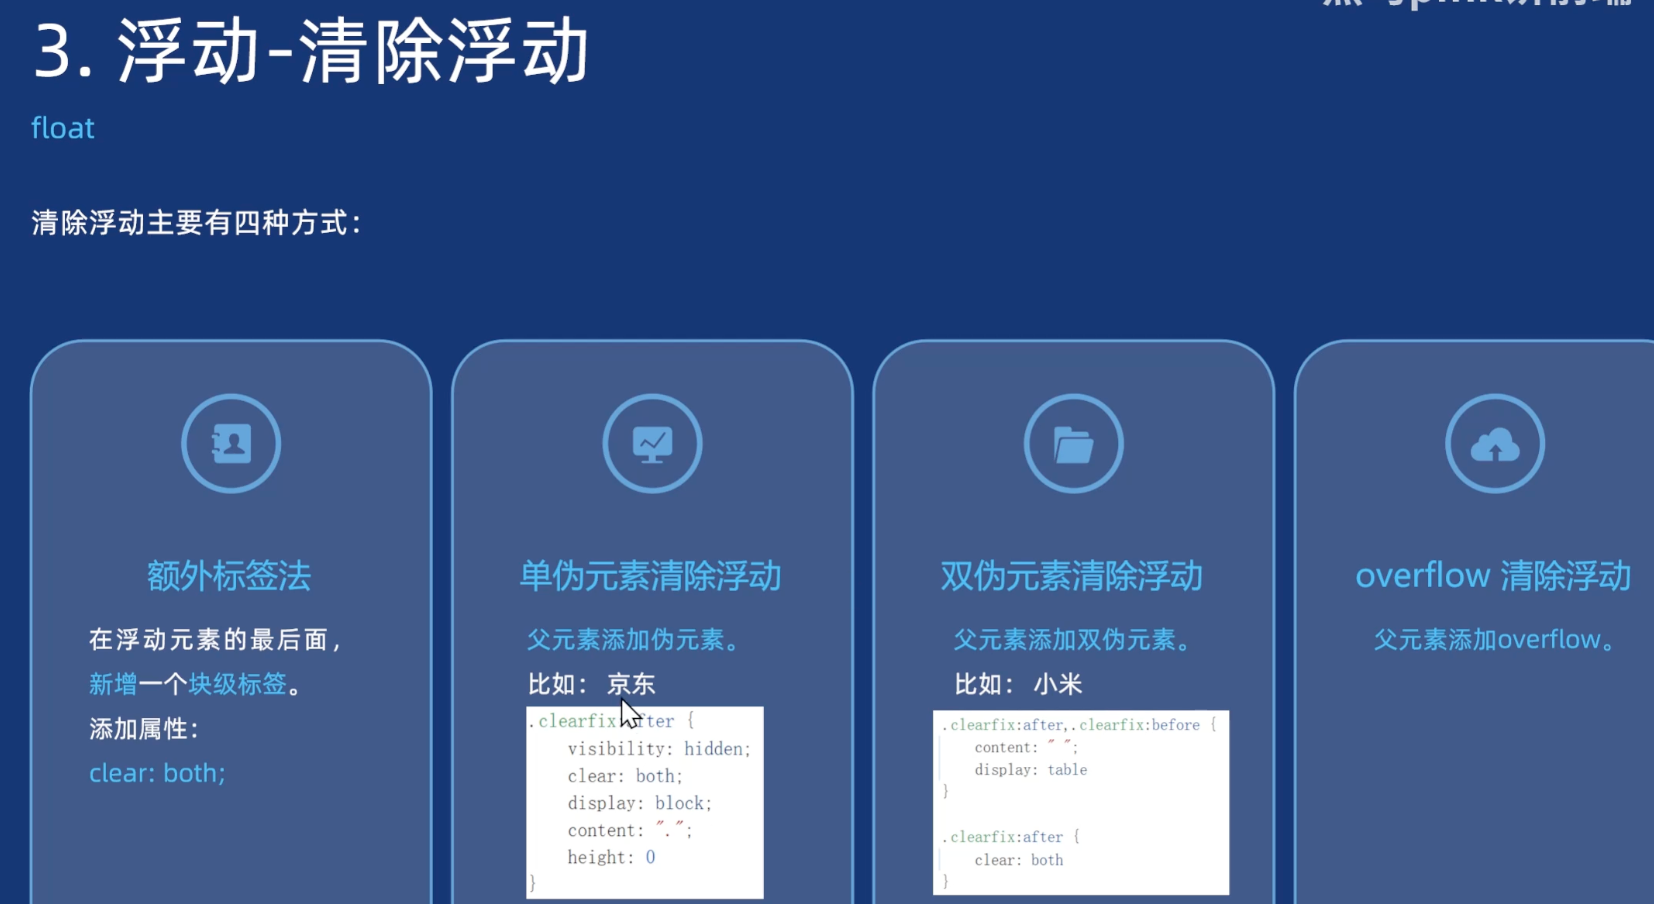 3. 浮动-清除浮动
float
清除浮动主要有四种方式：
额外标签法
在浮动元素的最后面，
新增一个块级标签。
添加属性：
clear: both;
单伪元素清除浮动
父元素添加伪元素。
比如： 京东
.clearfix:after {
visibility: hidden;
clear: both;
display: block;
content: ".";
height: 0
}
双伪元素清除浮动
父元素添加双伪元素。
比如： 小米
.clearfix:after,.clearfix:before {
content: " ";
display: table
}
.clearfix:after {
clear: both
}
overflow 清除浮动
父元素添加overflow。